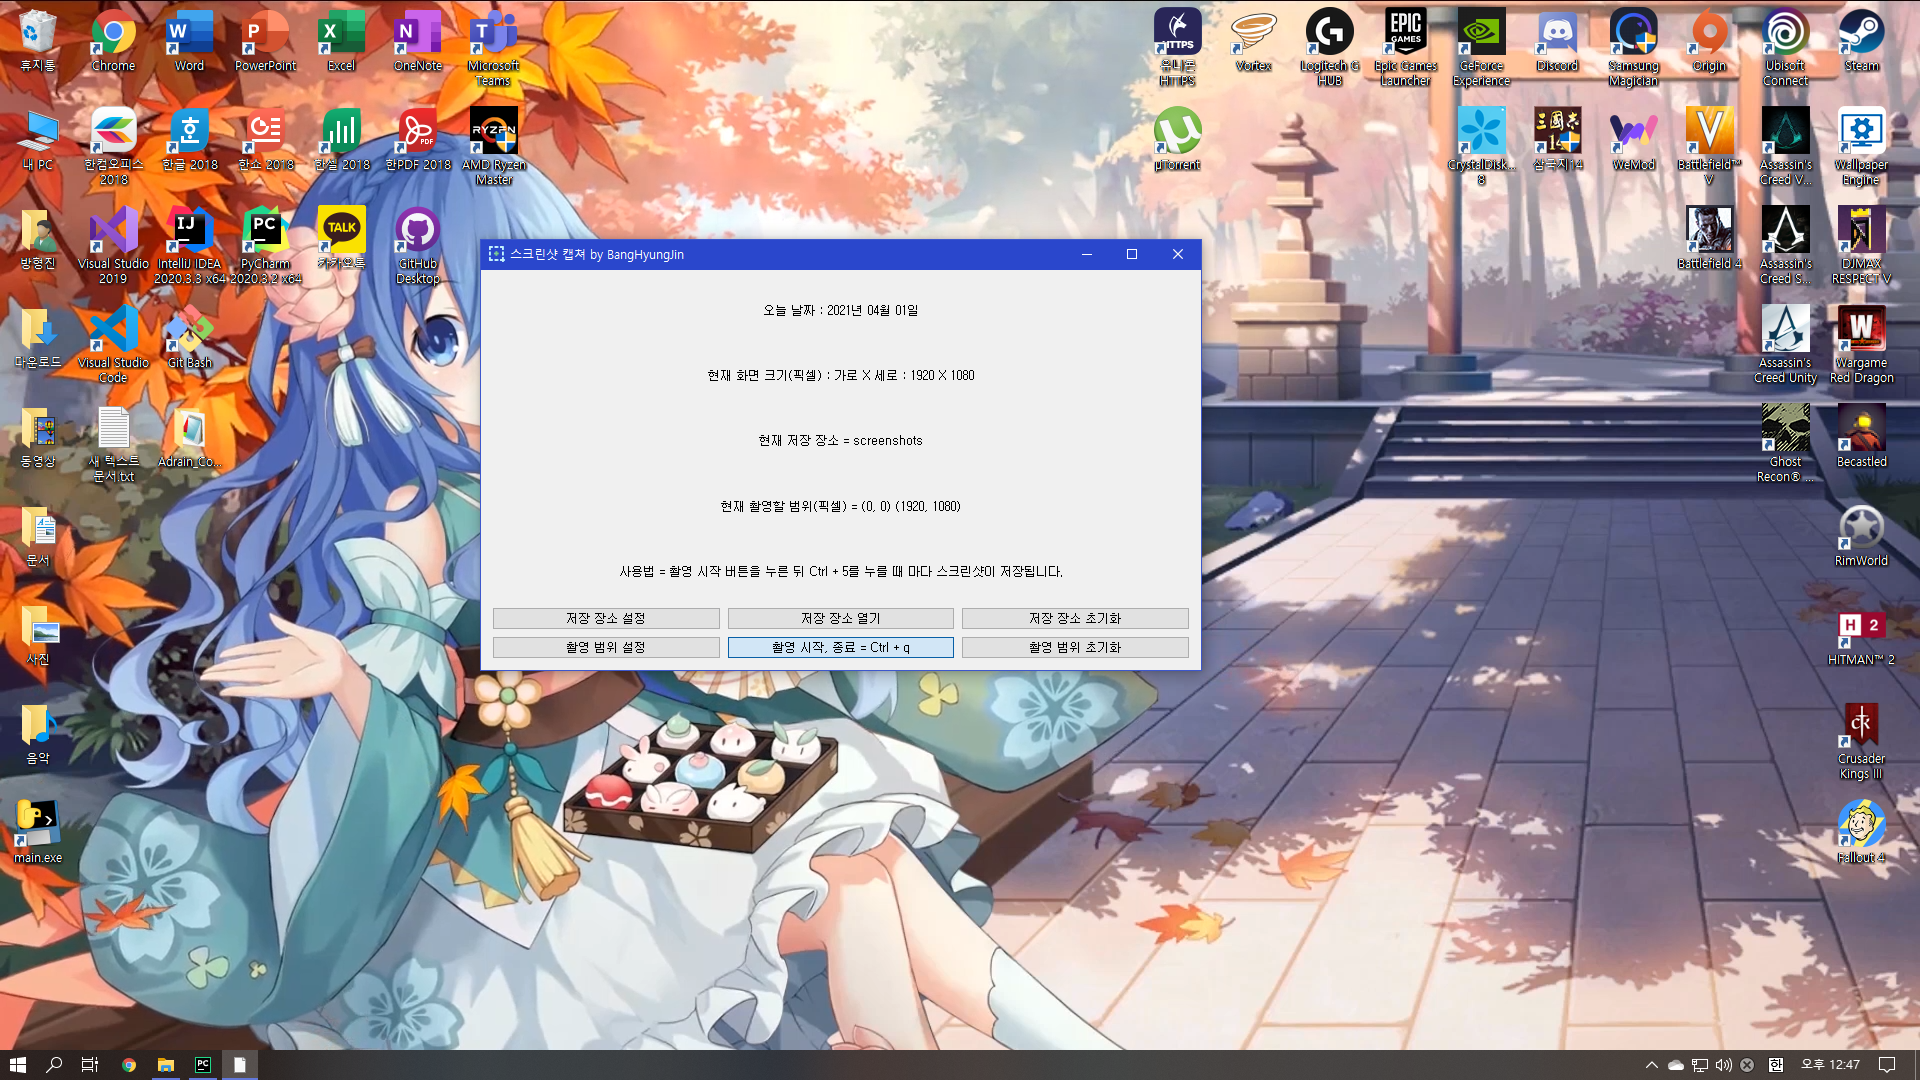 휴지통
Chrome
Word
PowerPoint
Excel
OneNote
Microsoft
Teams
유니콘
HTTPS
Vortex
Logitech G
HUB
Epic Games
Launcher
GeForce
Experience
Discord
Samsung
Magician
Origin
Ubisoft
Connect
Steam
내 PC
한컴오피스
2018
한글 2018
한쇼 2018
한셀 2018
한PDF 2018
AMD Ryzen
Master
µTorrent
CrystalDisk...
8
삼국지14
WeMod
Battlefield™
V
Assassin's
Creed V...
Wallpaper
Engine
방형진
Visual Studio
2019
IntelliJ IDEA
2020.3.3 x64
PyCharm
2020.3.2 x64
카카오톡
GitHub
Desktop
Battlefield 4
Assassin's
Creed S...
DJMAX
RESPECT V
다운로드
Visual Studio
Code
Git Bash
Assassin's
Creed Unity
Wargame
Red Dragon
동영상
새 텍스트
문서.txt
Adrain_Co...
Ghost
Recon® ...
Becastled
문서
RimWorld
사진
HITMAN™ 2
음악
Crusader
Kings III
main.exe
Fallout 4
스크린샷 캡쳐 by BangHyungJin
오늘 날짜 : 2021년 04월 01일
현재 화면 크기(픽셀) : 가로 X 세로 : 1920 X 1080
현재 저장 장소 = screenshots
현재 촬영할 범위(픽셀) = (0, 0) (1920, 1080)
사용법 = 촬영 시작 버튼을 누른 뒤 Ctrl + 5를 누를 때 마다 스크린샷이 저장됩니다.
저장 장소 설정
저장 장소 열기
저장 장소 초기화
촬영 범위 설정
촬영 시작, 종료 = Ctrl + q
촬영 범위 초기화
한
오후 12:47